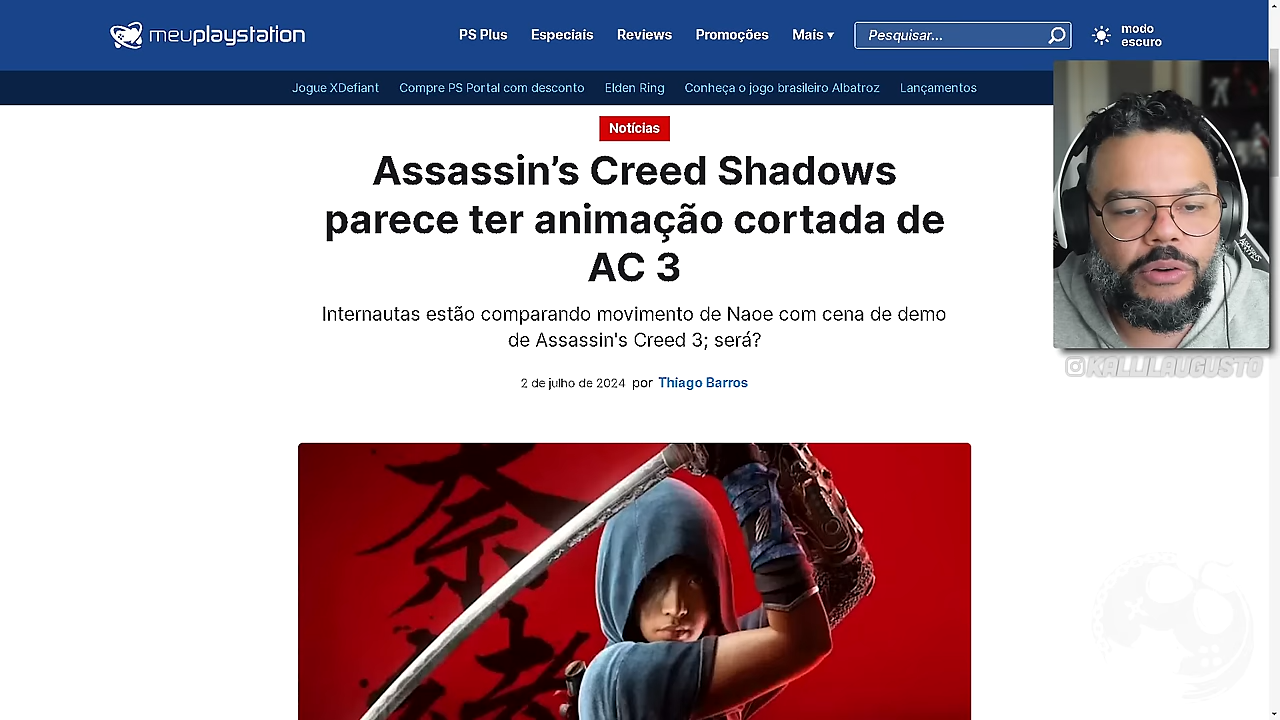 meuplaystation
PS Plus Especiais Reviews Promoções Mais ▾ Pesquisar... modo escuro
Jogue XDefiant Compre PS Portal com desconto Elden Ring Conheça o jogo brasileiro Albatroz Lançamentos
Notícias
Assassin’s Creed Shadows
parece ter animação cortada de
AC 3
Internautas estão comparando movimento de Naoe com cena de demo
de Assassin's Creed 3; será?
2 de julho de 2024 por Thiago Barros
@KALLILAUGUSTO
奈